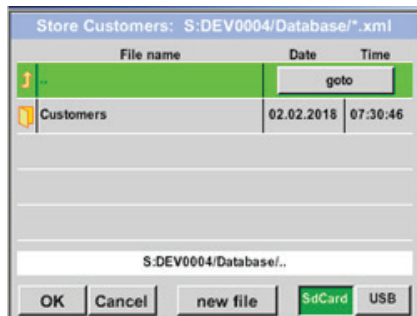 Store Customers: S:DEV0004/Database/*.xml
File name Date Time
.. goto
Customers 02.02.2018 07:30:46
S:DEV0004/Database/..
OK Cancel new file SdCard USB